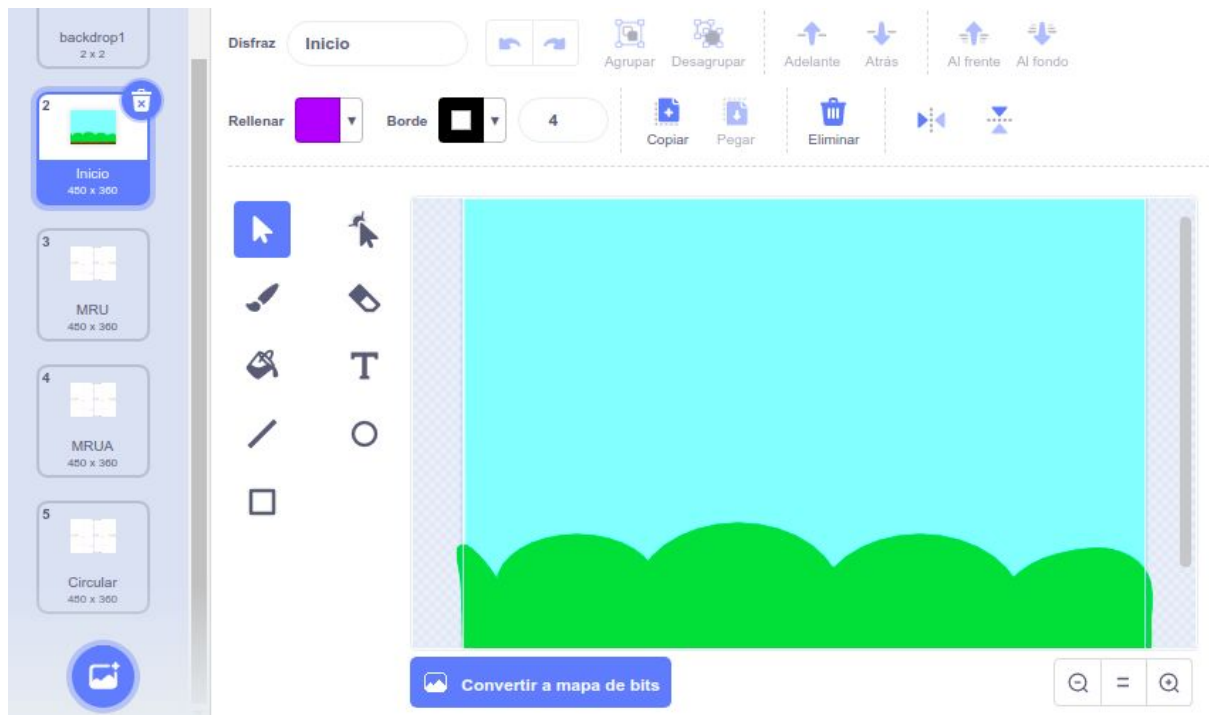 backdrop1
2 x 2
2
Inicio
480 x 360
3
MRU
480 x 360
4
MRUA
480 x 360
5
Circular
480 x 360
Disfraz Inicio
Agrupar Desagrupar Adelante Atrás Al frente Al fondo
Rellenar Borde 4 Copiar Pegar Eliminar
T
Convertir a mapa de bits
=